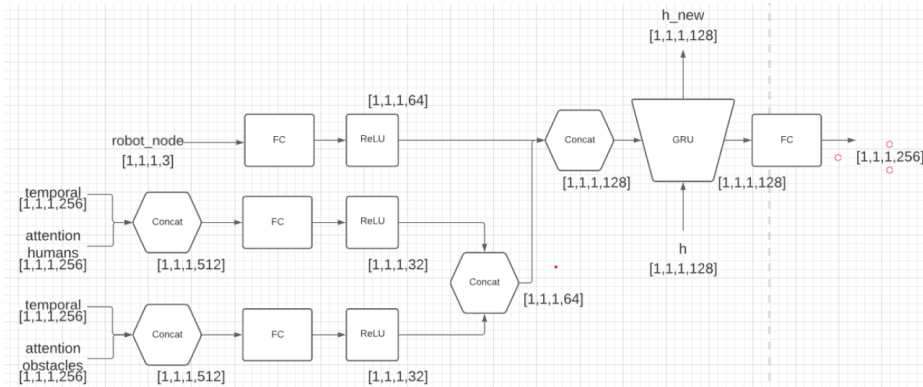 h_new
[1,1,1,128]
[1,1,1,64]
robot_node
[1,1,1,3]
FC
ReLU
Concat
GRU
FC
[1,1,1,256]
[1,1,1,128]
[1,1,1,128]
temporal
[1,1,1,256]
attention
humans
[1,1,1,256]
Concat
[1,1,1,512]
FC
ReLU
[1,1,1,32]
h
[1,1,1,128]
Concat
[1,1,1,64]
temporal
[1,1,1,256]
attention
obstacles
[1,1,1,256]
Concat
[1,1,1,512]
FC
ReLU
[1,1,1,32]